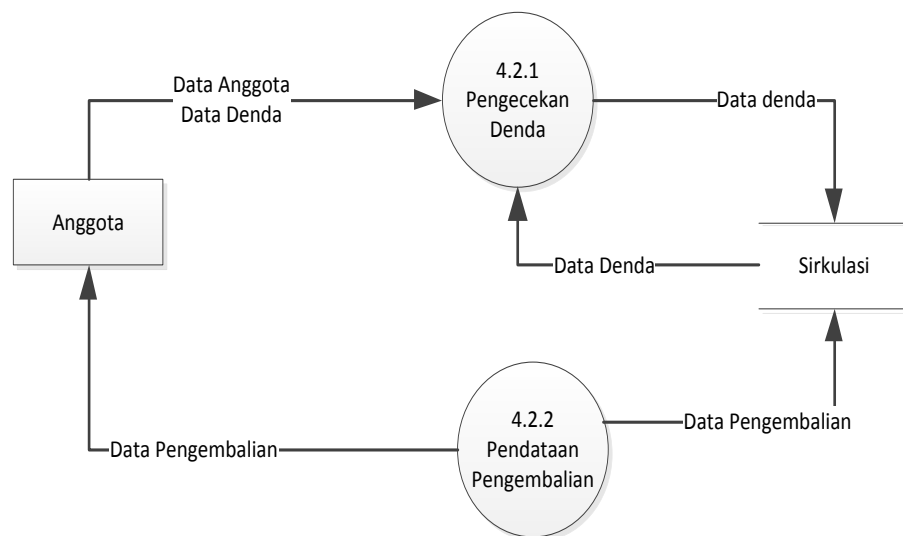 4.2.1
Pengecekan
Denda
Data Anggota
Data Denda
Data denda
Anggota
Data Denda
Sirkulasi
4.2.2
Pendataan
Pengembalian
Data Pengembalian
Data Pengembalian